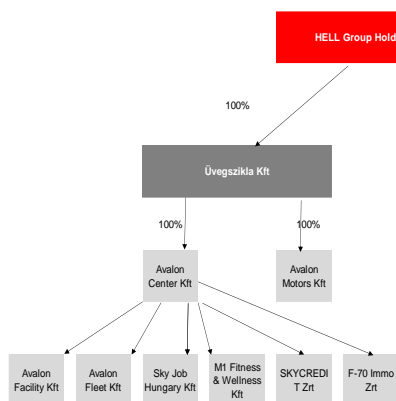 HELL Group Hold
100%
Üvegszikla Kft
100%
100%
Avalon
Center Kft
Avalon
Motors Kft
Avalon
Facility Kft
Avalon
Fleet Kft
Sky Job
Hungary Kft
M1 Fitness
& Wellness
Kft
SKYCREDI
T Zrt
F-70 Immo
Zrt